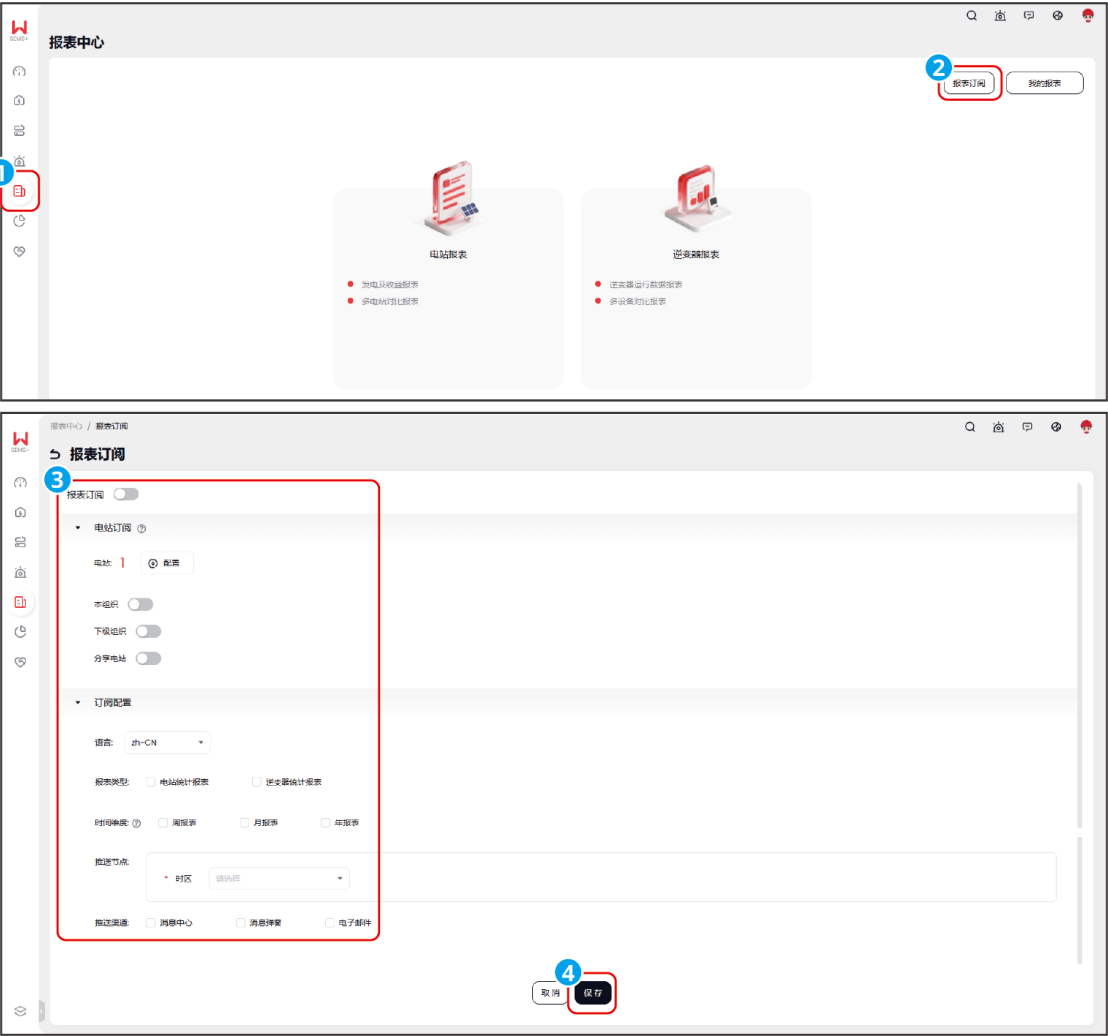 SEMS+
报表中心
2
报表订阅
我的报表
1
电站报表
发电及收益报表
多电站对比报表
逆变器报表
逆变器运行数据报表
多设备对比报表
SEMS+
报表中心 / 报表订阅
报表订阅
3
报表订阅
电站订阅 ?
电站: 1 配置
本组织
下级组织
分享电站
订阅配置
语言: zh-CN
报表类型: 电站统计报表 逆变器统计报表
时间维度: ? 周报表 月报表 年报表
推送节点:
* 时区 请选择
推送渠道: 消息中心 消息弹窗 电子邮件
4
取消 保存